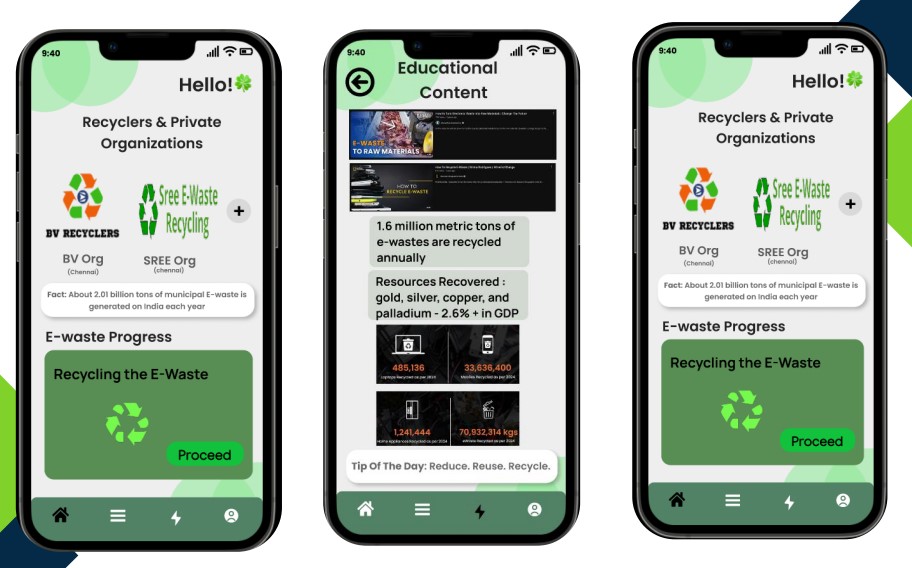 9:40
Hello!
Recyclers & Private
Organizations
BV RECYCLERS
Sree E-Waste
Recycling
+
BV Org
(Chennai)
SREE Org
(chennai)
Fact: About 2.01 billion tons of municipal E-waste is
generated on India each year
E-waste Progress
Recycling the E-Waste
Proceed
9:40
Educational
Content
E-WASTE
TO RAW MATERIALS
HOW TO
RECYCLE E-WASTE
1.6 million metric tons of
e-wastes are recycled
annually
Resources Recovered :
gold, silver, copper, and
palladium - 2.6% + in GDP
485,136
Laptops Recycled as per 2024
33,636,400
Mobiles Recycled as per 2024
1,241,444
Home Appliances Recycled as per 2024
70,932,314 kgs
eWaste Recycled as per 2024
Tip Of The Day: Reduce. Reuse. Recycle.
9:40
Hello!
Recyclers & Private
Organizations
BV RECYCLERS
Sree E-Waste
Recycling
+
BV Org
(Chennai)
SREE Org
(chennai)
Fact: About 2.01 billion tons of municipal E-waste is
generated on India each year
E-waste Progress
Recycling the E-Waste
Proceed